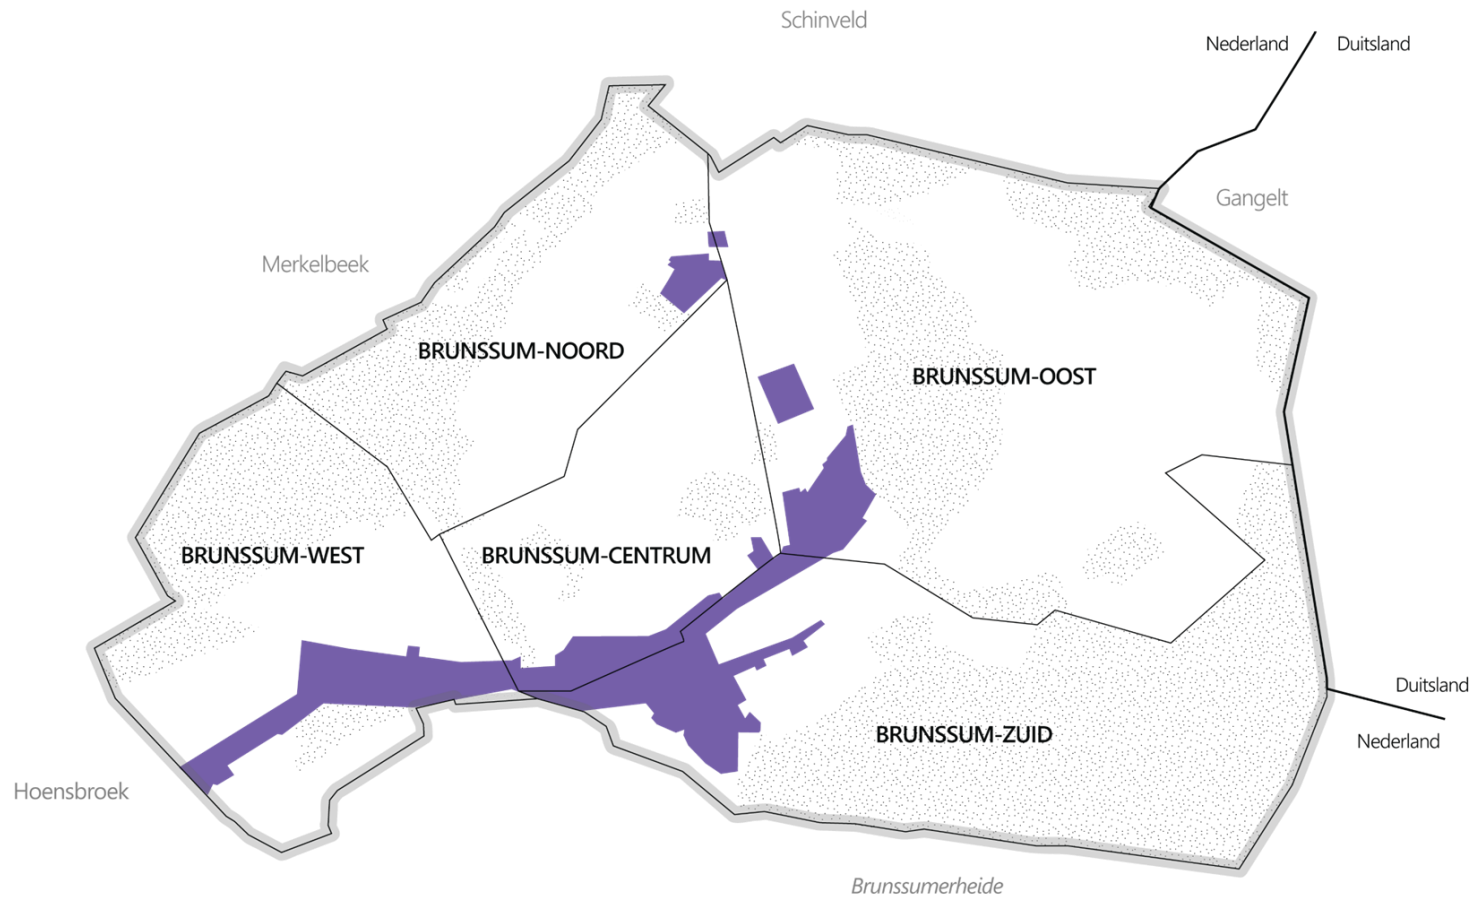 Schinveld
Nederland
Duitsland
Gangelt
Merkelbeek
BRUNSSUM-NOORD
BRUNSSUM-OOST
BRUNSSUM-WEST
BRUNSSUM-CENTRUM
Duitsland
BRUNSSUM-ZUID
Nederland
Hoensbroek
Brunssumerheide